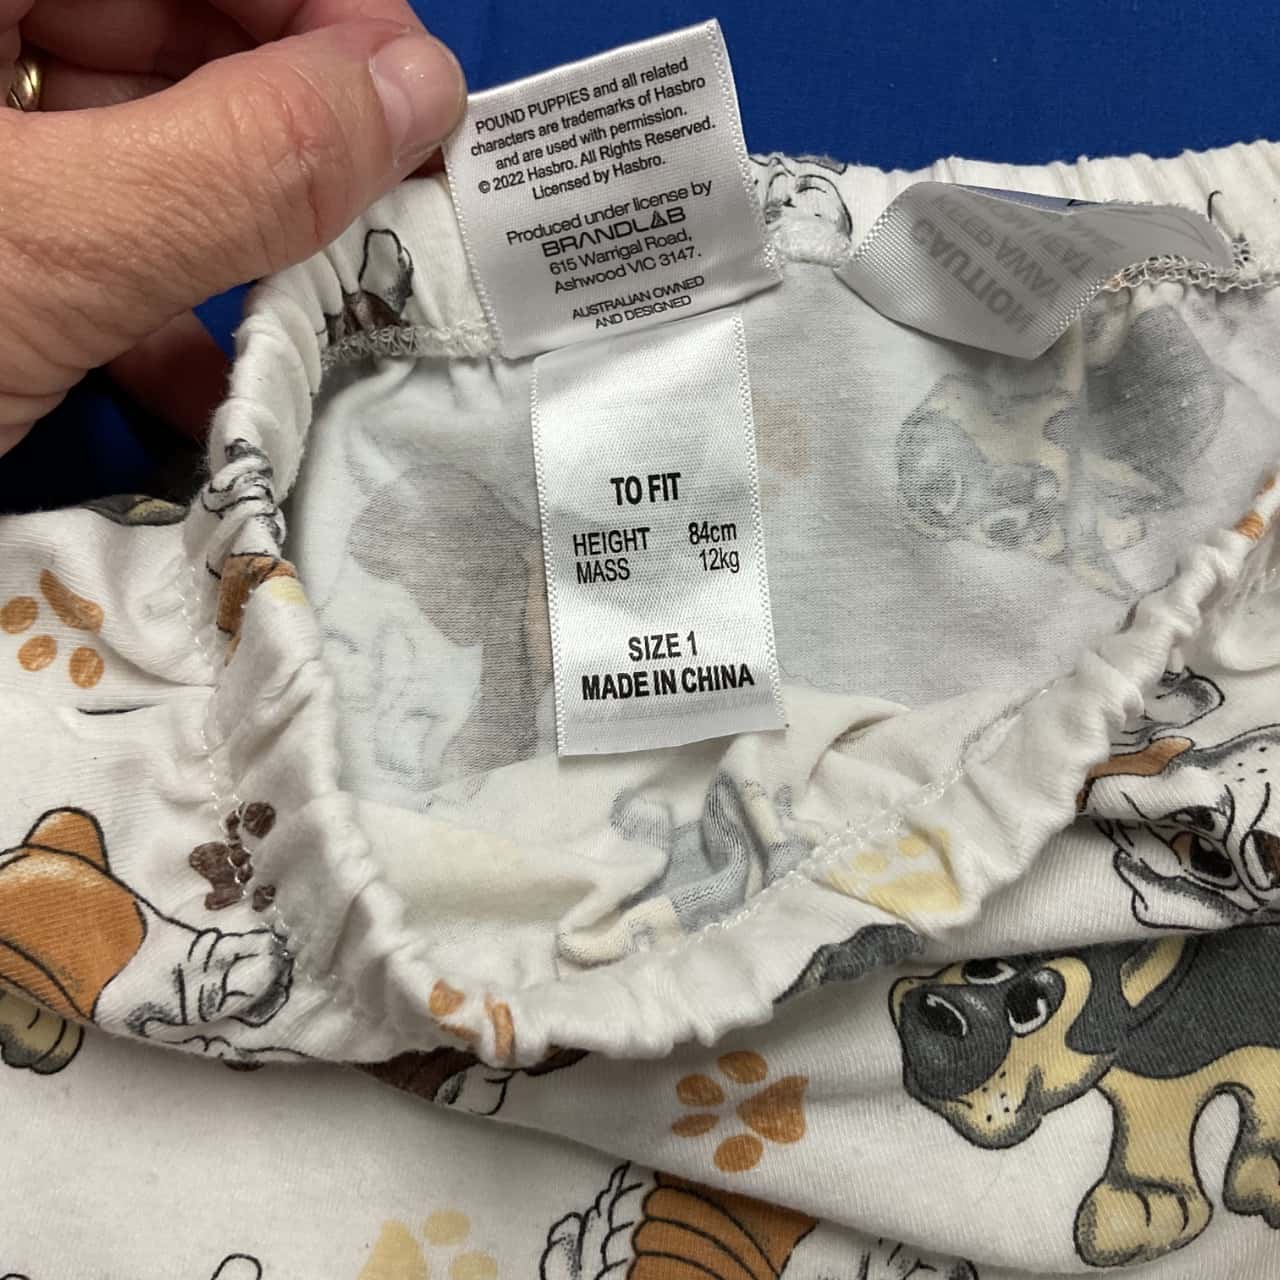 POUND PUPPIES and all related
characters are trademarks of Hasbro
and are used with permission.
© 2022 Hasbro. All Rights Reserved.
Licensed by Hasbro.
Produced under license by
BRANDLAB
615 Warrigal Road,
Ashwood VIC 3147.
AUSTRALIAN OWNED
AND DESIGNED
TO FIT
HEIGHT 84cm
MASS 12kg
SIZE 1
MADE IN CHINA
CAUTION